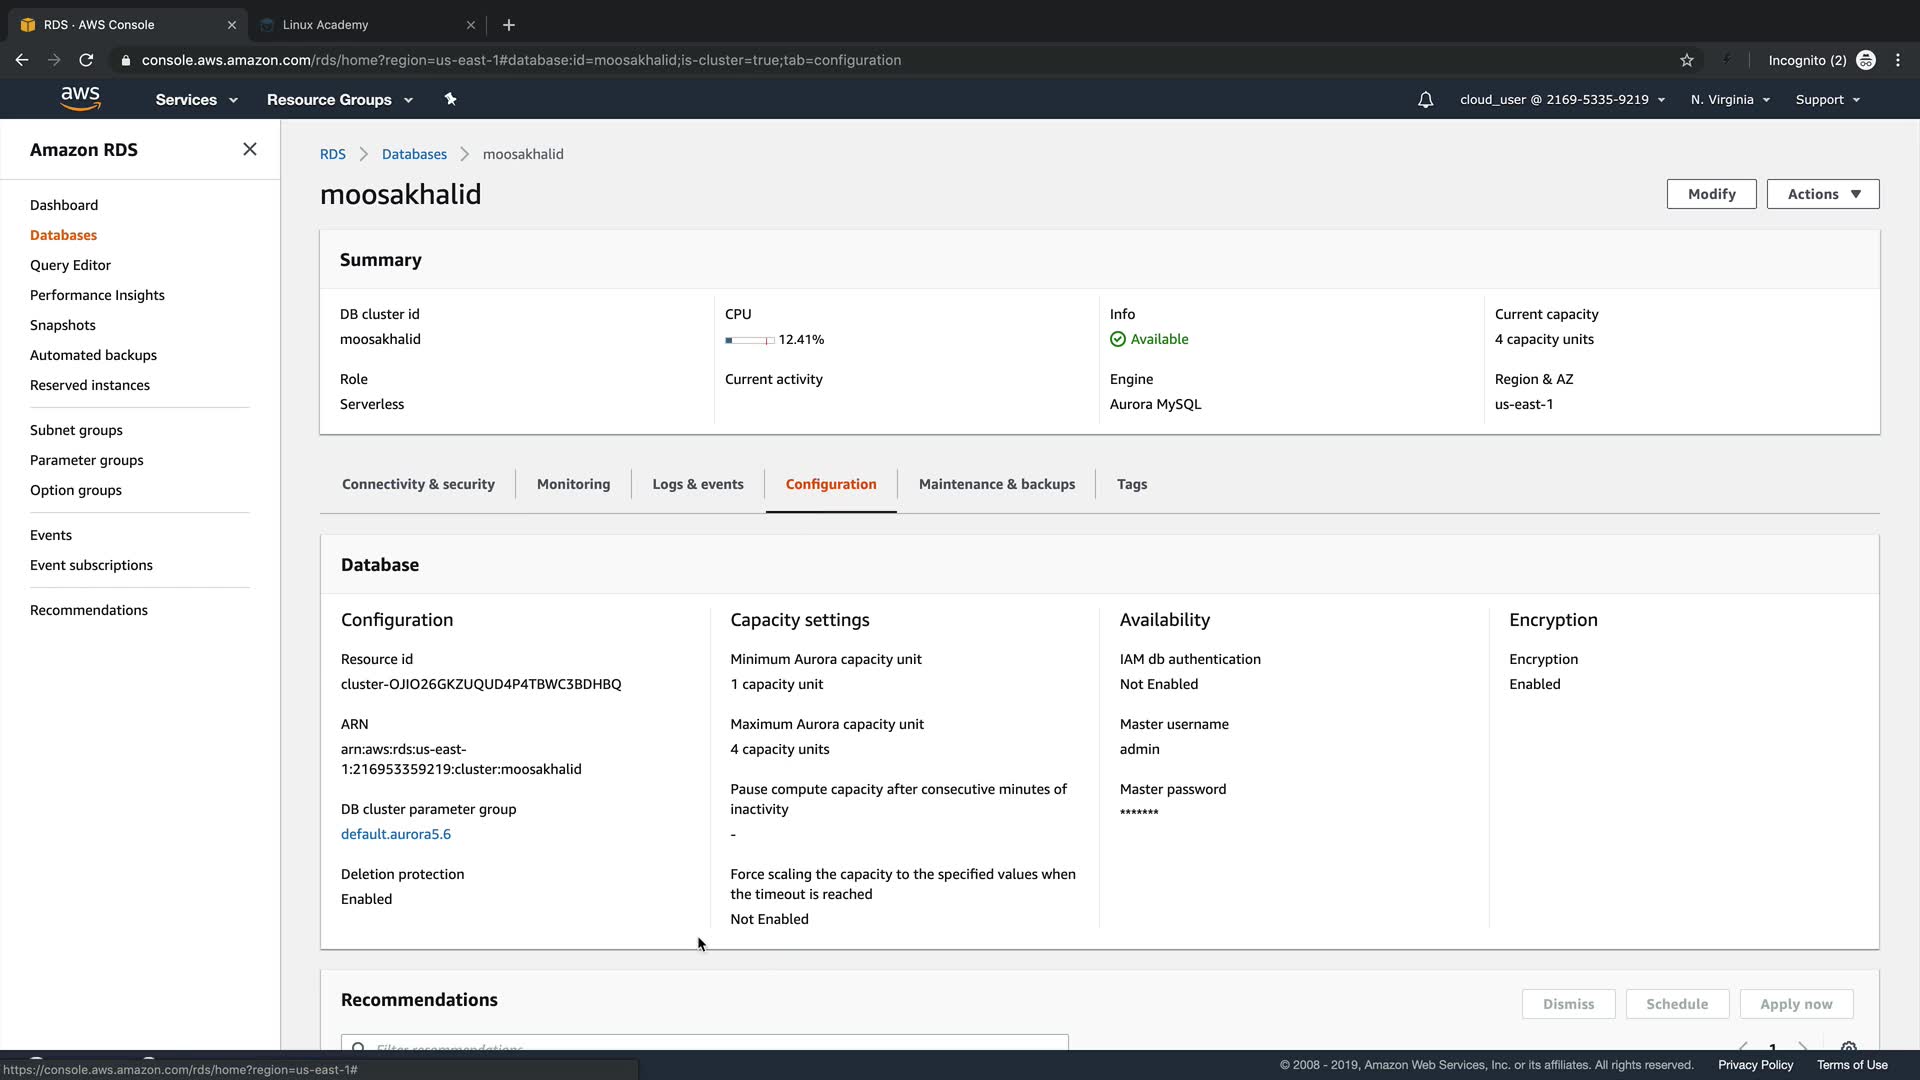 RDS · AWS Console
Linux Academy
console.aws.amazon.com/rds/home?region=us-east-1#database:id=moosakhalid;is-cluster=true;tab=configuration
Incognito (2)
aws
Services
Resource Groups
cloud_user @ 2169-5335-9219
N. Virginia
Support
Amazon RDS
Dashboard
Databases
Query Editor
Performance Insights
Snapshots
Automated backups
Reserved instances
Subnet groups
Parameter groups
Option groups
Events
Event subscriptions
Recommendations
RDS
Databases
moosakhalid
moosakhalid
Modify
Actions
Summary
DB cluster id
moosakhalid
CPU
12.41%
Info
Available
Current capacity
4 capacity units
Role
Serverless
Current activity
Engine
Aurora MySQL
Region & AZ
us-east-1
Connectivity & security
Monitoring
Logs & events
Configuration
Maintenance & backups
Tags
Database
Configuration
Resource id
cluster-OJIO26GKZUQUD4P4TBWC3BDHBQ
ARN
arn:aws:rds:us-east-
1:216953359219:cluster:moosakhalid
DB cluster parameter group
default.aurora5.6
Deletion protection
Enabled
Capacity settings
Minimum Aurora capacity unit
1 capacity unit
Maximum Aurora capacity unit
4 capacity units
Pause compute capacity after consecutive minutes of
inactivity
-
Force scaling the capacity to the specified values when
the timeout is reached
Not Enabled
Availability
IAM db authentication
Not Enabled
Master username
admin
Master password
*******
Encryption
Encryption
Enabled
Recommendations
Dismiss
Schedule
Apply now
Filter recommendations
1
https://console.aws.amazon.com/rds/home?region=us-east-1#
© 2008 - 2019, Amazon Web Services, Inc. or its affiliates. All rights reserved.
Privacy Policy
Terms of Use